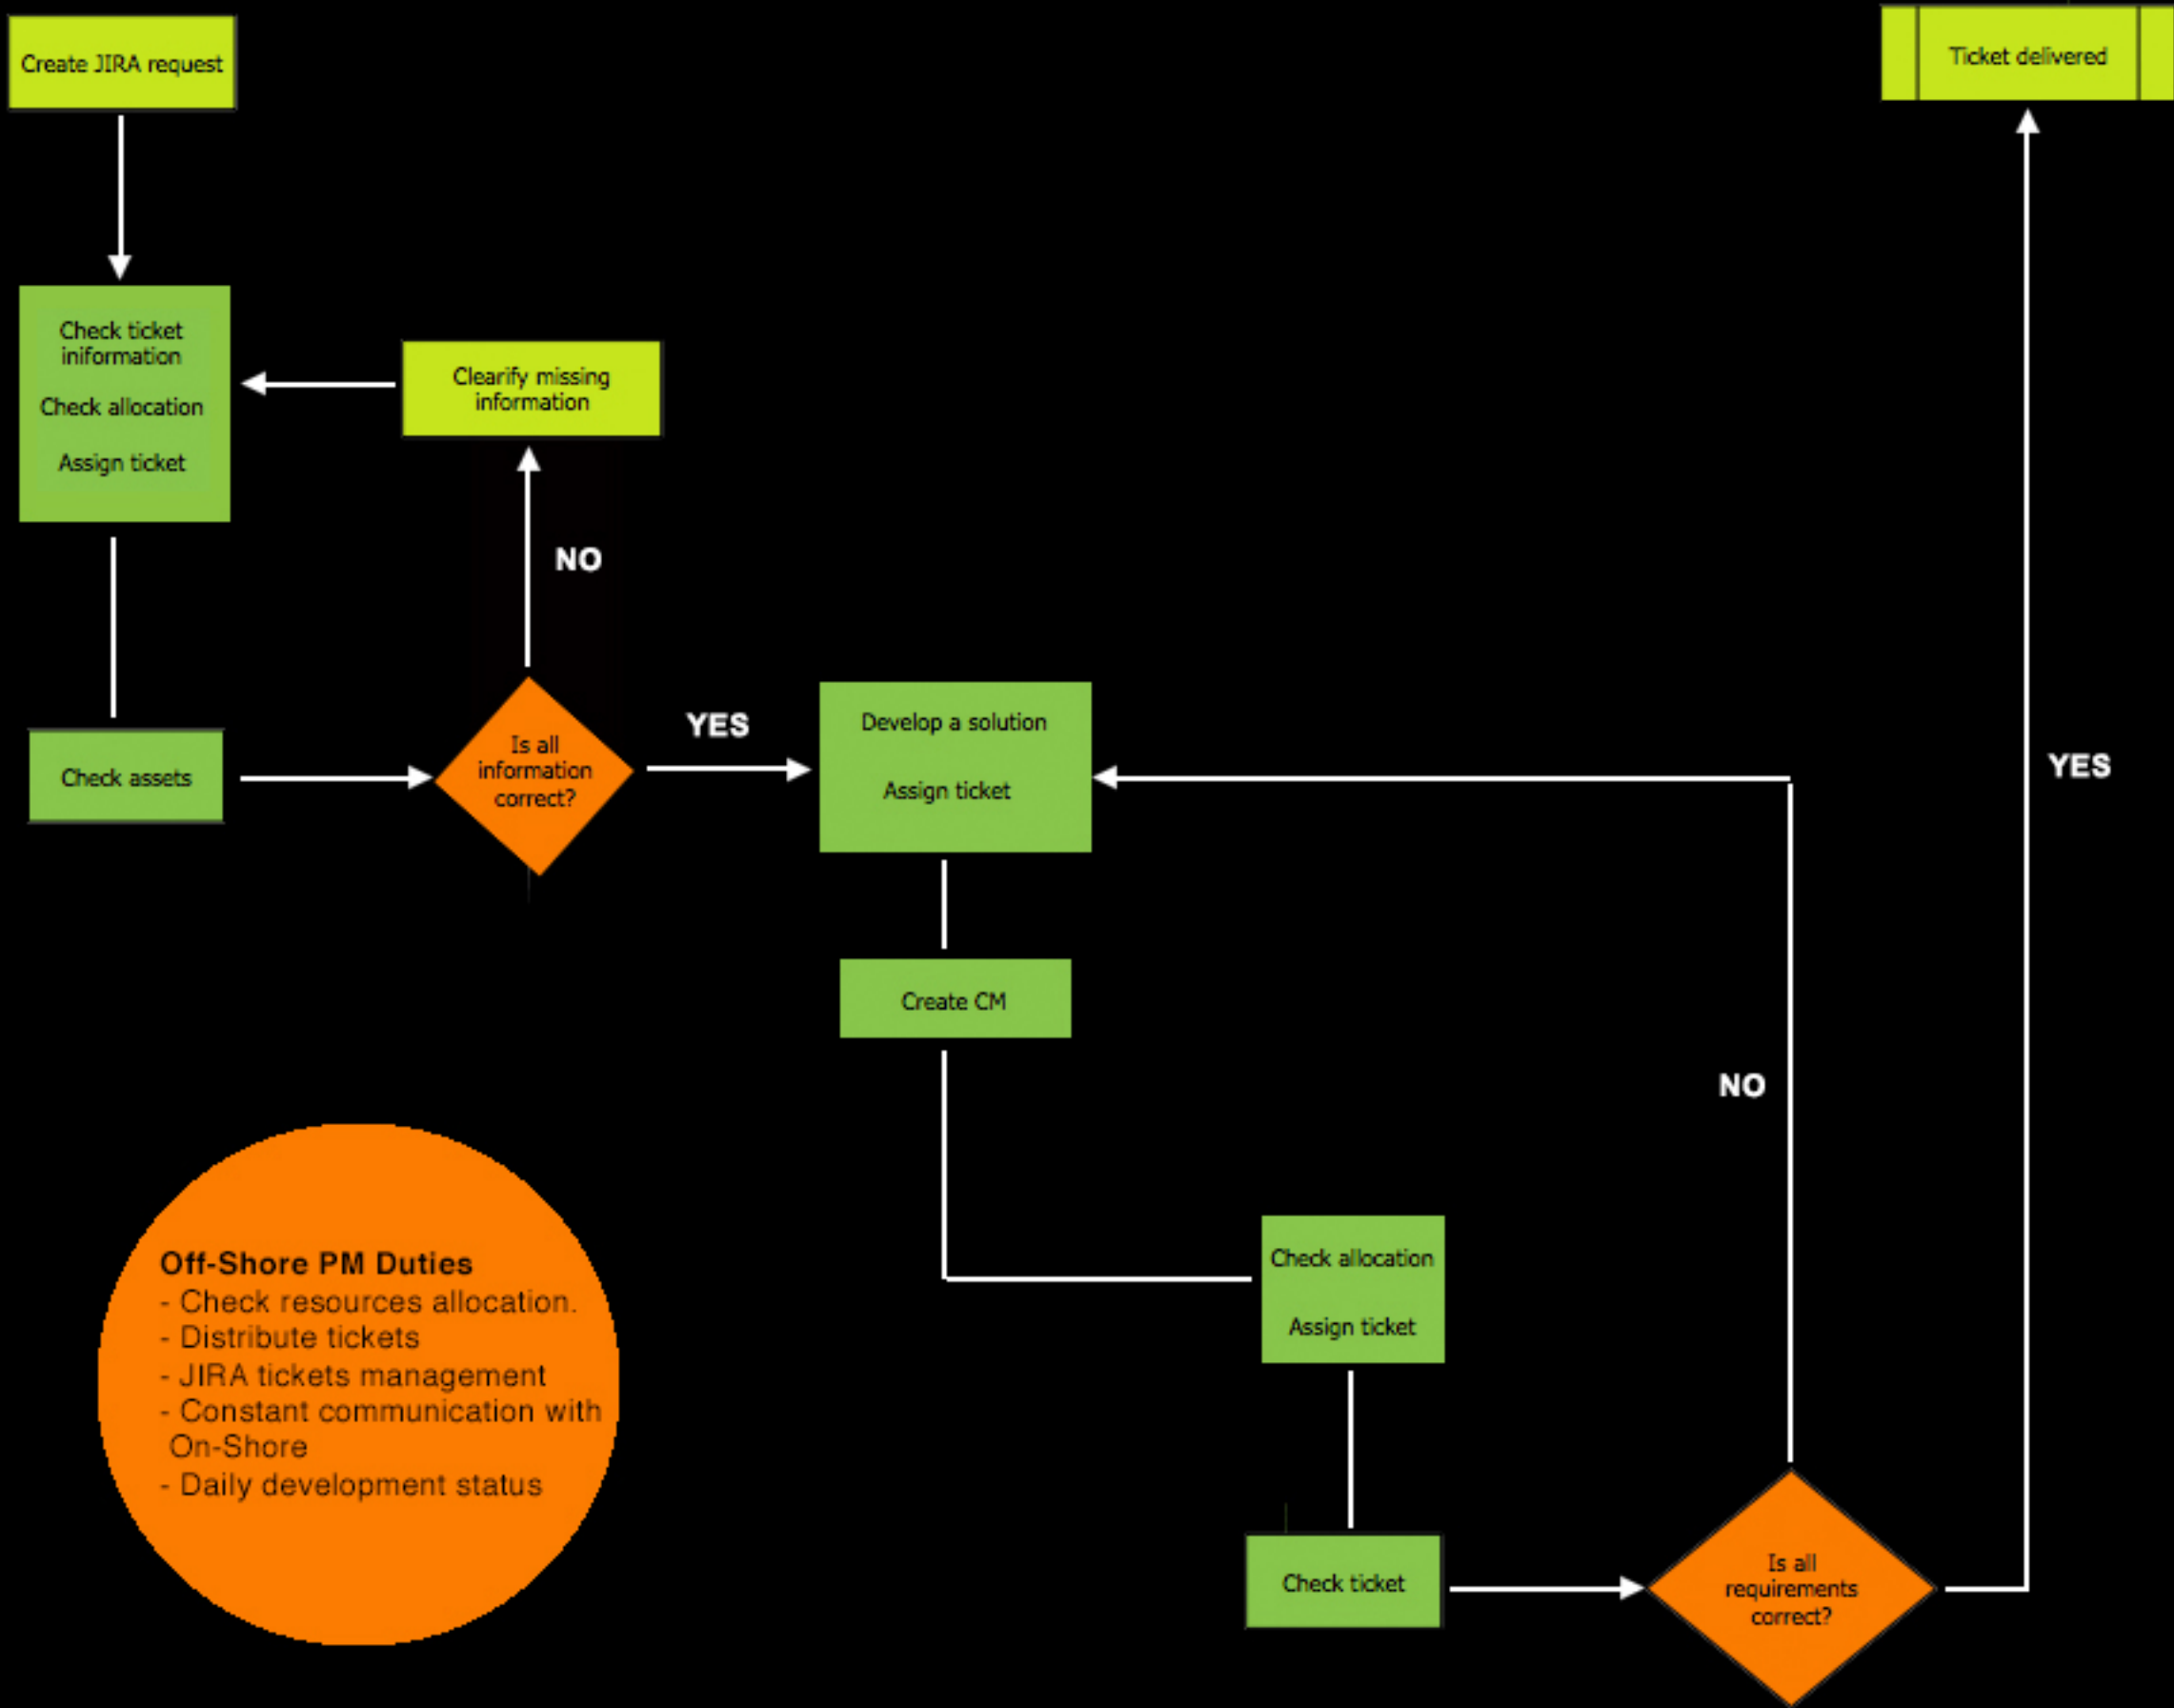 Create JIRA request
Ticket delivered
Check ticket
iniformation
Check allocation
Assign ticket
Clearify missing
information
NO
Check assets
Is all
information
correct?
YES
Develop a solution
Assign ticket
YES
Create CM
NO
Check allocation
Assign ticket
Check ticket
Is all
requirements
correct?
Off-Shore PM Duties
- Check resources allocation.
- Distribute tickets
- JIRA tickets management
- Constant communication with
On-Shore
- Daily development status